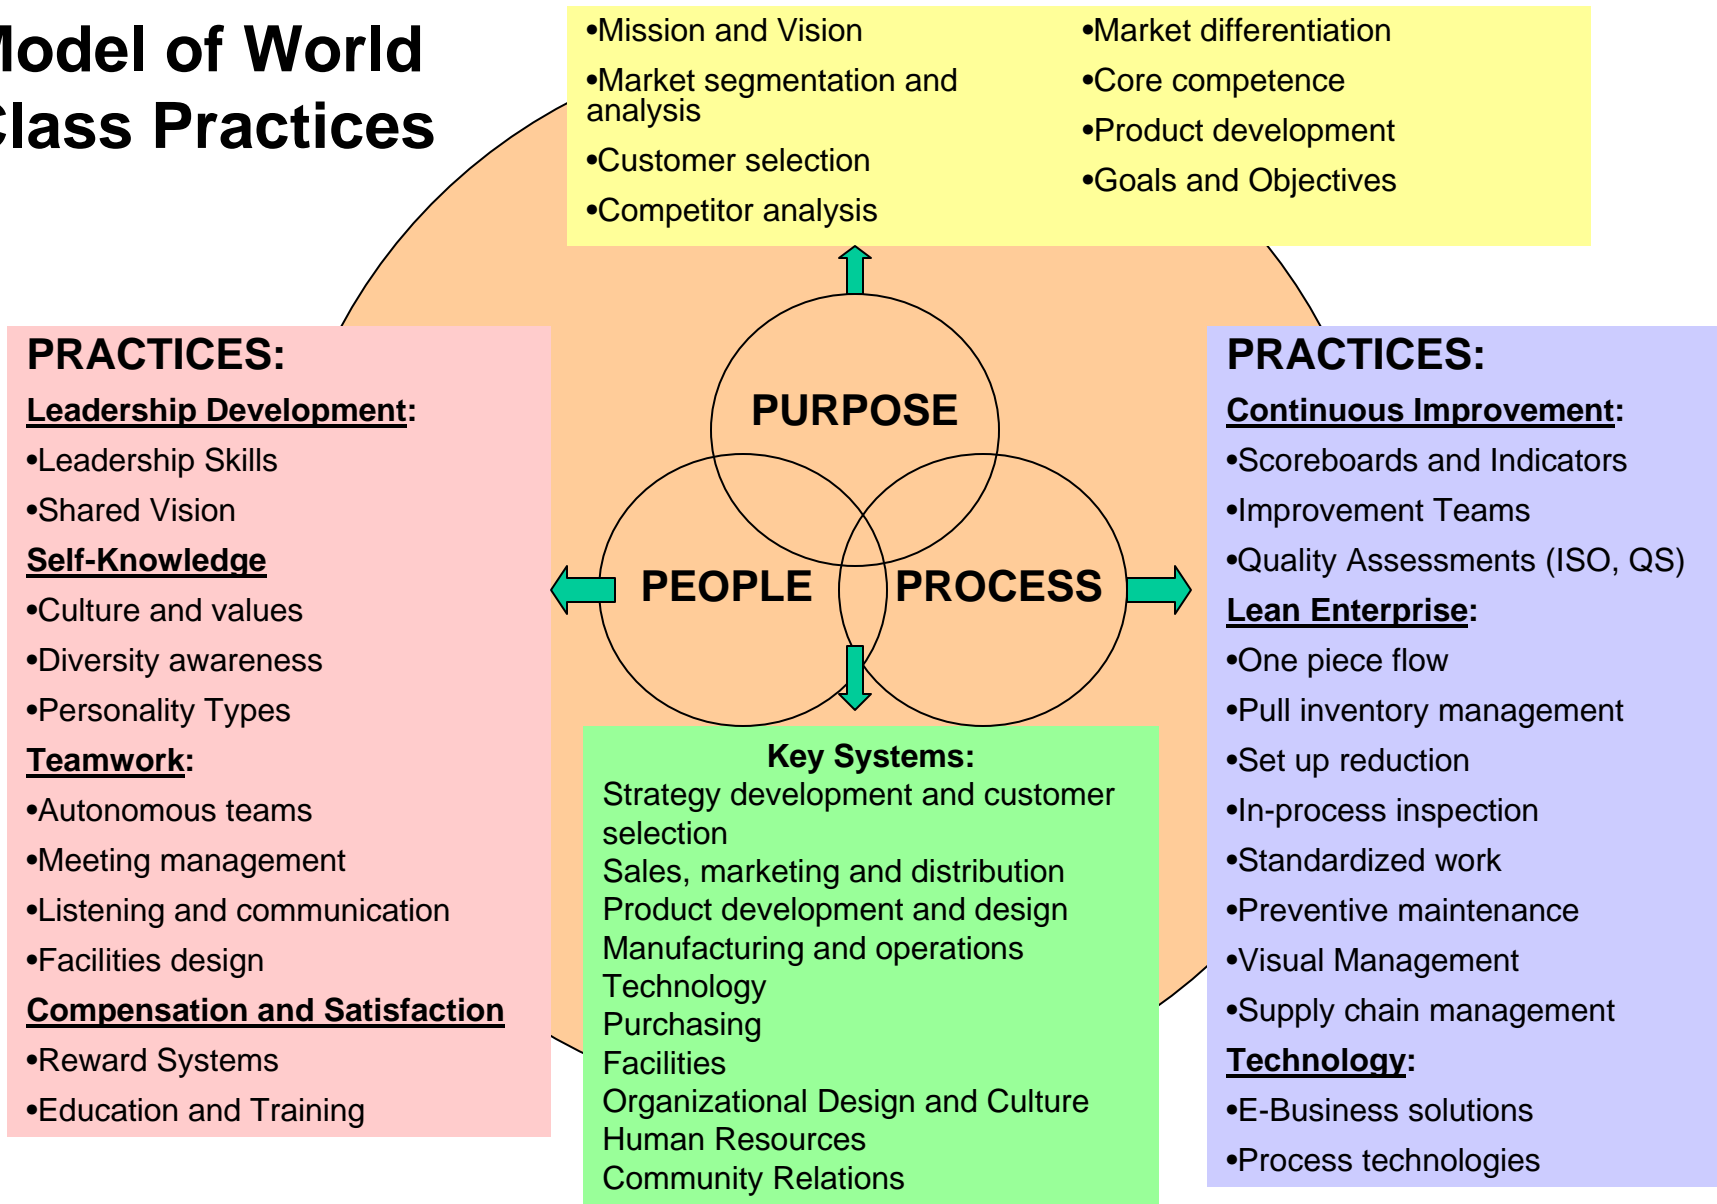 Model of World
Class Practices
•Mission and Vision
•Market segmentation and
analysis
•Customer selection
•Competitor analysis
•Market differentiation
•Core competence
•Product development
•Goals and Objectives
PURPOSE
PEOPLE
PROCESS
PRACTICES:
Leadership Development:
•Leadership Skills
•Shared Vision
Self-Knowledge
•Culture and values
•Diversity awareness
•Personality Types
Teamwork:
•Autonomous teams
•Meeting management
•Listening and communication
•Facilities design
Compensation and Satisfaction
•Reward Systems
•Education and Training
Key Systems:
Strategy development and customer
selection
Sales, marketing and distribution
Product development and design
Manufacturing and operations
Technology
Purchasing
Facilities
Organizational Design and Culture
Human Resources
Community Relations
PRACTICES:
Continuous Improvement:
•Scoreboards and Indicators
•Improvement Teams
•Quality Assessments (ISO, QS)
Lean Enterprise:
•One piece flow
•Pull inventory management
•Set up reduction
•In-process inspection
•Standardized work
•Preventive maintenance
•Visual Management
•Supply chain management
Technology:
•E-Business solutions
•Process technologies